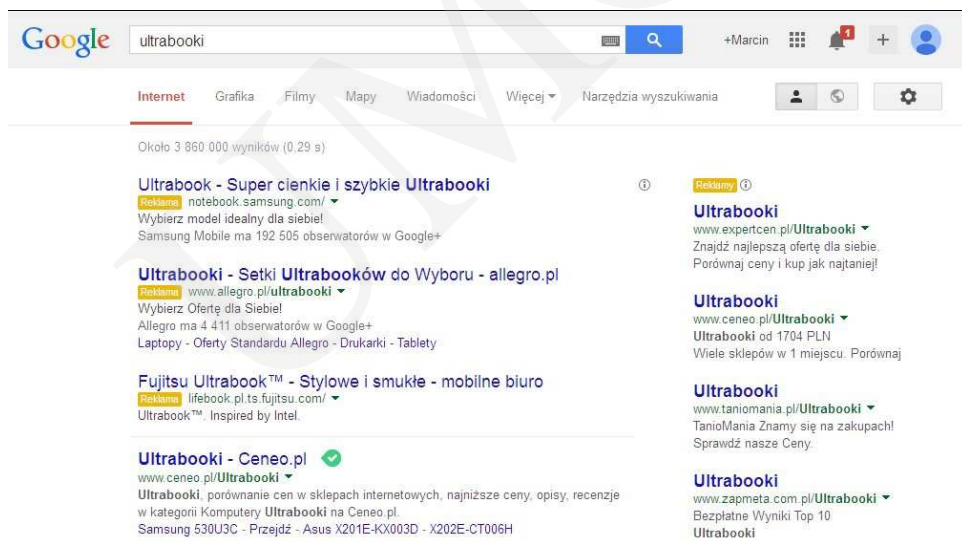 Google
ultrabooki
+Marcin
1
+
Internet Grafika Filmy Mapy Wiadomości Więcej Narzędzia wyszukiwania
Około 3 860 000 wyników (0,29 s)
Ultrabook - Super cienkie i szybkie Ultrabooki
Reklama notebook.samsung.com/
Wybierz model idealny dla siebie!
Samsung Mobile ma 192 505 obserwatorów w Google+
Ultrabooki - Setki Ultrabooków do Wyboru - allegro.pl
Reklama www.allegro.pl/ultrabooki
Wybierz Ofertę dla Siebie!
Allegro ma 4 411 obserwatorów w Google+
Laptopy - Oferty Standardu Allegro - Drukarki - Tablety
Fujitsu Ultrabook™ - Stylowe i smukłe - mobilne biuro
Reklama lifebook.pl.ts.fujitsu.com/
Ultrabook™. Inspired by Intel.
Ultrabooki - Ceneo.pl
www.ceneo.pl/Ultrabooki
Ultrabooki, porównanie cen w sklepach internetowych, najniższe ceny, opisy, recenzje
w kategorii Komputery Ultrabooki na Ceneo.pl.
Samsung 530U3C - Przejdź - Asus X201E-KX003D - X202E-CT006H
Reklamy
Ultrabooki
www.expertcen.pl/Ultrabooki
Znajdź najlepszą ofertę dla siebie.
Porównaj ceny i kup jak najtaniej!
Ultrabooki
www.ceneo.pl/Ultrabooki
Ultrabooki od 1704 PLN
Wiele sklepów w 1 miejscu. Porównaj
Ultrabooki
www.taniomania.pl/Ultrabooki
TanioMania Znamy się na zakupach!
Sprawdź nasze Ceny.
Ultrabooki
www.zapmeta.com.pl/Ultrabooki
Bezpłatne Wyniki Top 10
Ultrabooki